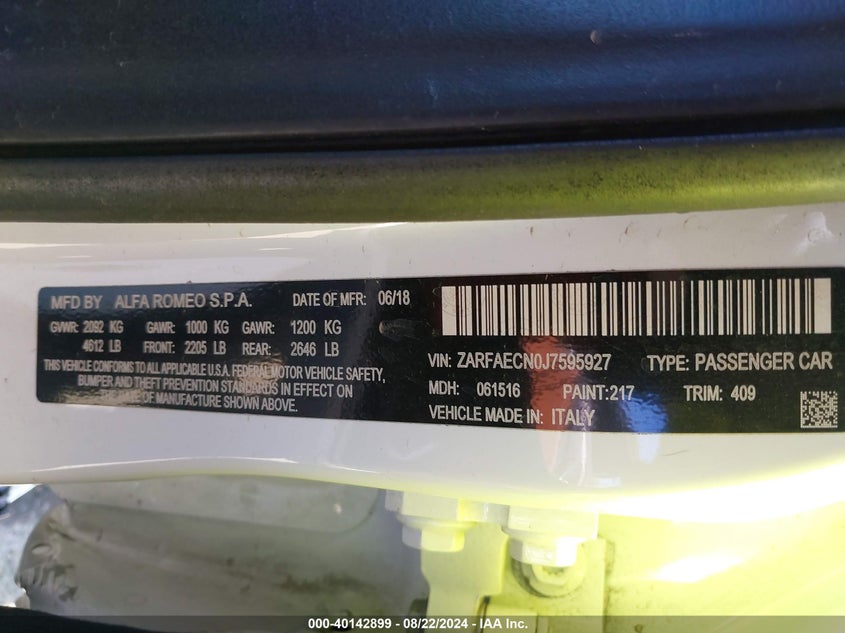 MFD BY ALFA ROMEO S.P.A. DATE OF MFR: 06/18
GVWR: 2092 KG GAWR: 1000 KG GAWR: 1200 KG
4612 LB FRONT: 2205 LB REAR: 2646 LB
THIS VEHICLE CONFORMS TO ALL APPLICABLE U.S.A. FEDERAL MOTOR VEHICLE SAFETY,
BUMPER AND THEFT PREVENTION STANDARDS IN EFFECT ON
DATE OF MANUFACTURE SHOWN ABOVE.
VIN: ZARFAECN0J7595927 TYPE: PASSENGER CAR
MDH: 061516 PAINT: 217 TRIM: 409
VEHICLE MADE IN: ITALY
000-40142899 - 08/22/2024 - IAA Inc.